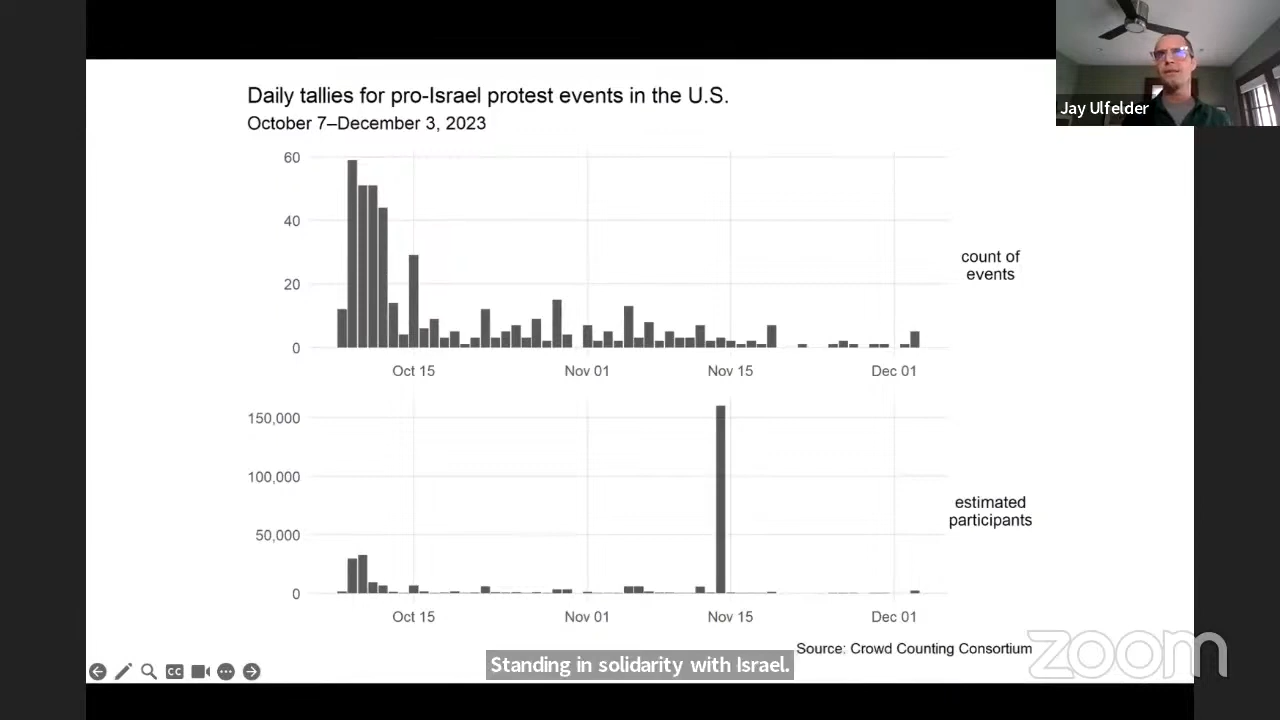 Jay Ulfelder
Daily tallies for pro-Israel protest events in the U.S.
October 7–December 3, 2023
60
40
20
0
count of
events
Oct 15
Nov 01
Nov 15
Dec 01
150,000
100,000
50,000
0
estimated
participants
Oct 15
Nov 01
Nov 15
Dec 01
Source: Crowd Counting Consortium
Standing in solidarity with Israel.
CC
zoom